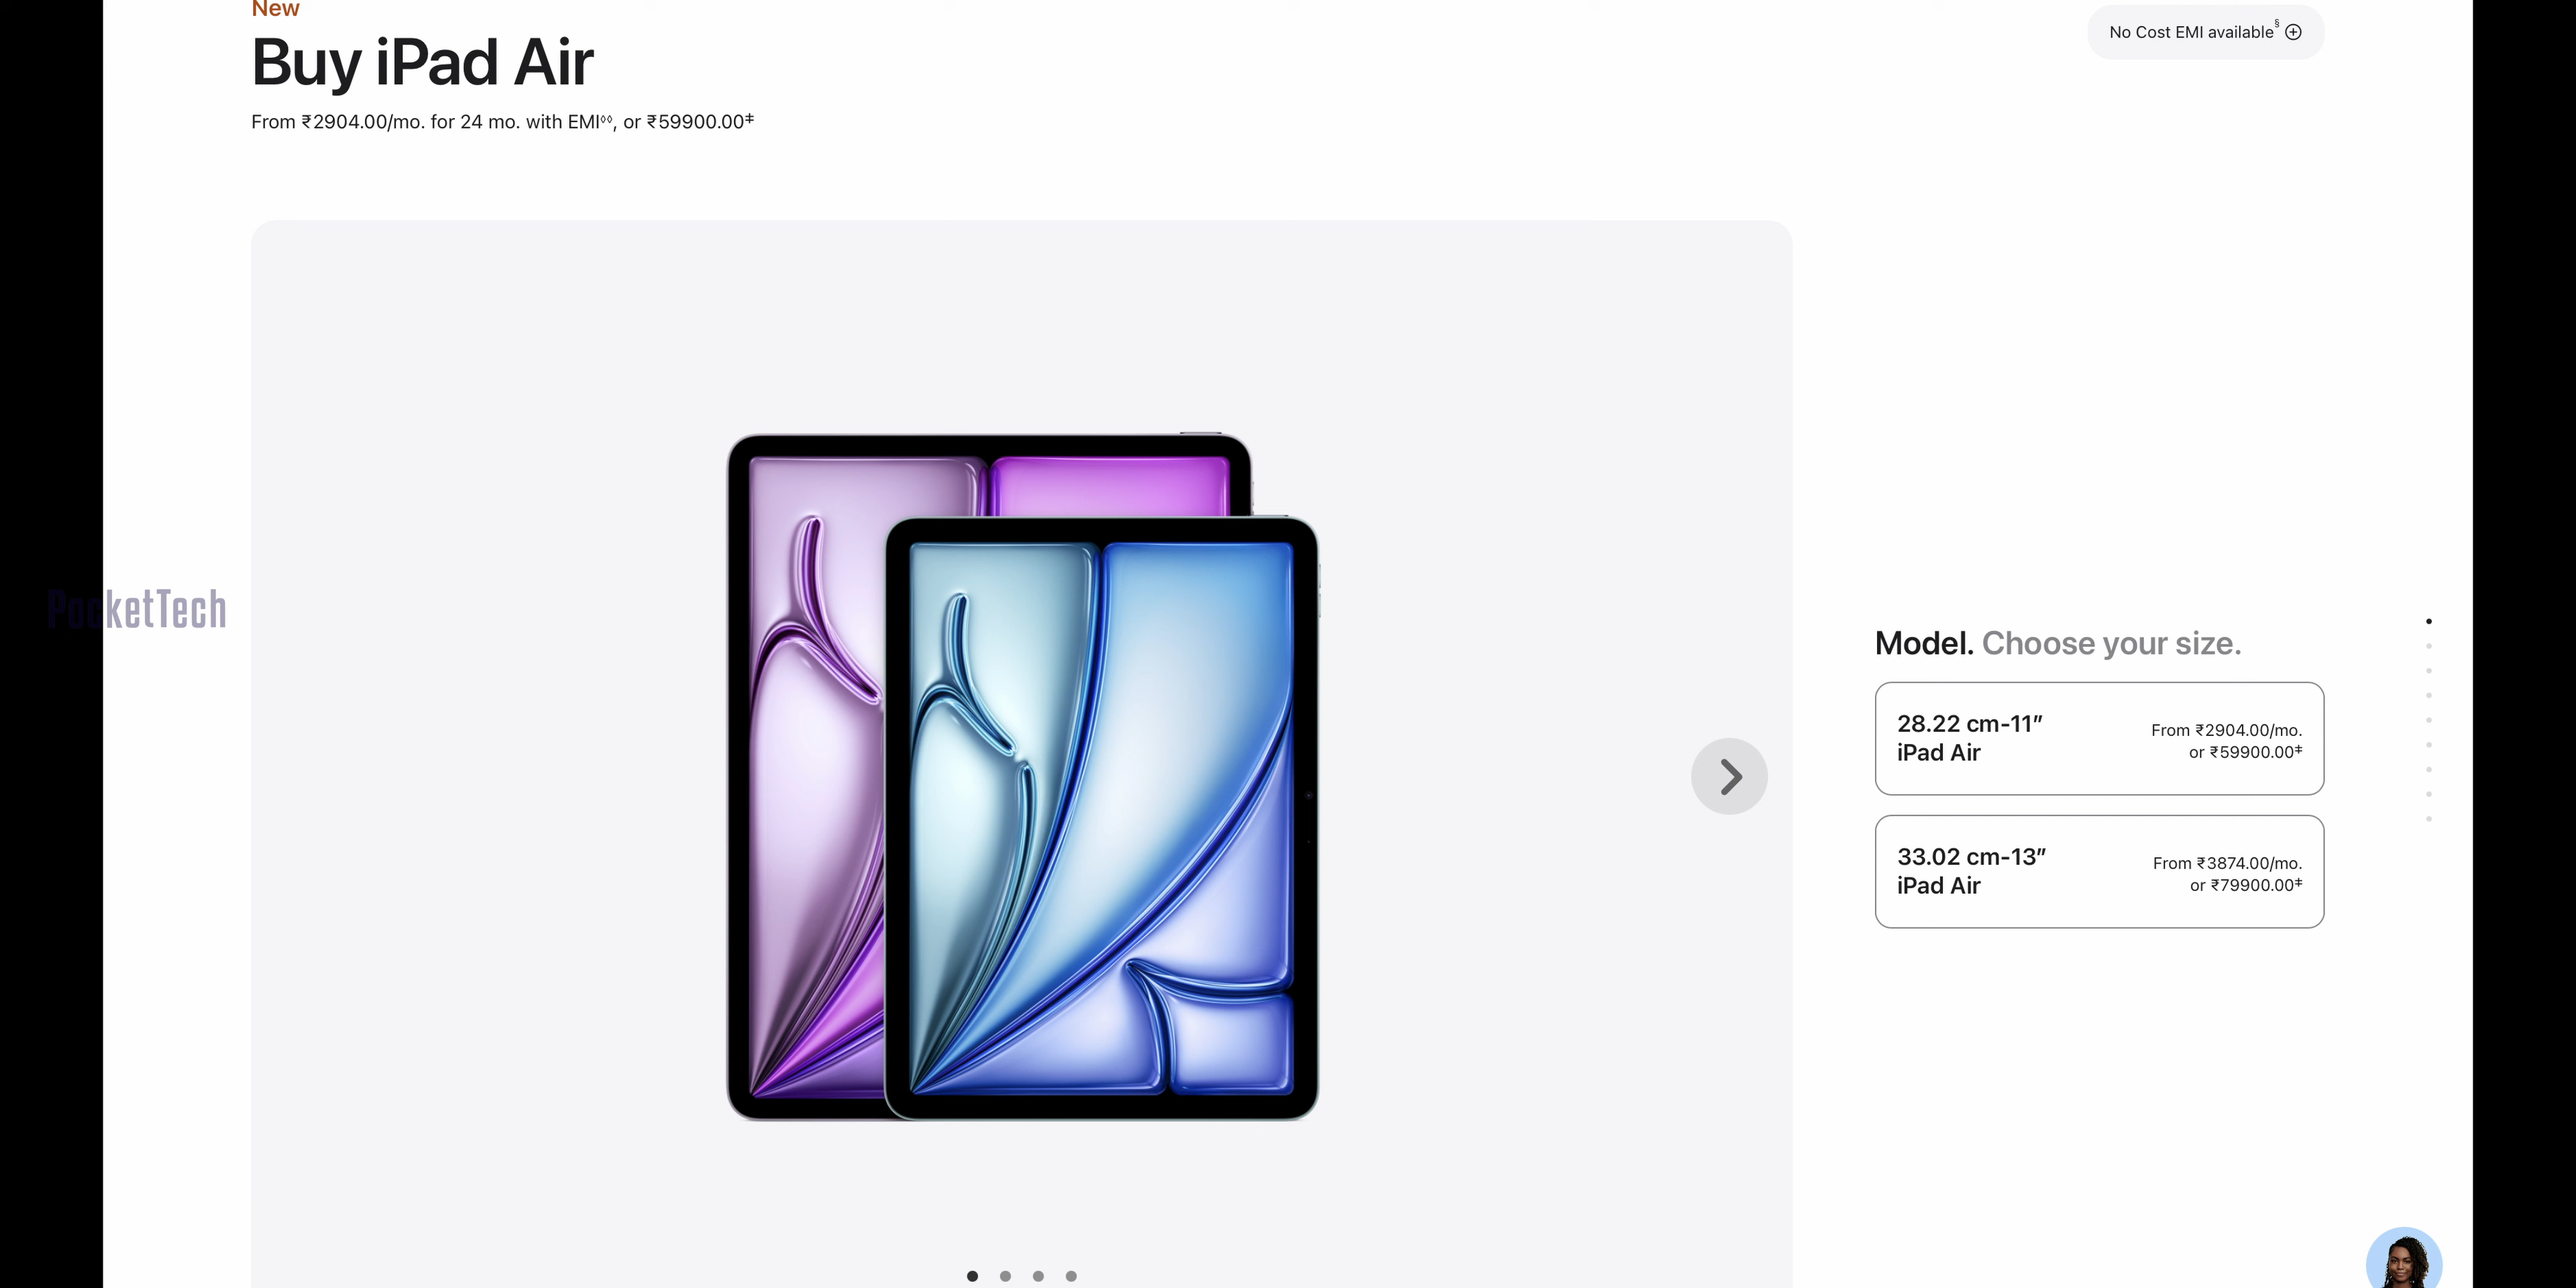 New
Buy iPad Air
From ₹2904.00/mo. for 24 mo. with EMI◊◊, or ₹59900.00‡
No Cost EMI available§
PocketTech
Model. Choose your size.
28.22 cm-11″
iPad Air
From ₹2904.00/mo.
or ₹59900.00‡
33.02 cm-13″
iPad Air
From ₹3874.00/mo.
or ₹79900.00‡